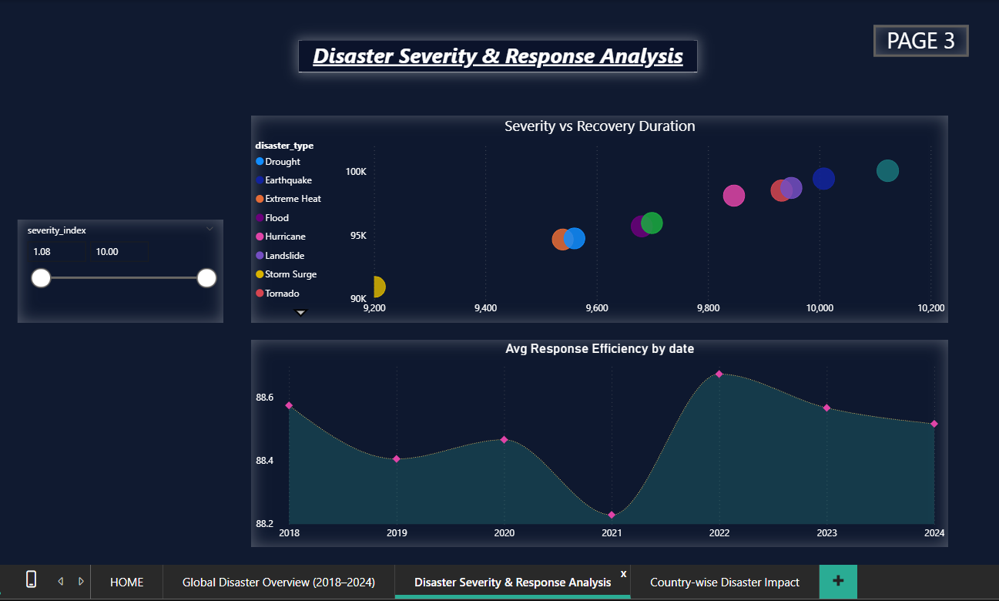 PAGE 3
Disaster Severity & Response Analysis
Severity vs Recovery Duration
disaster_type
Drought
Earthquake
Extreme Heat
Flood
Hurricane
Landslide
Storm Surge
Tornado
100K
95K
90K
9,200 9,400 9,600 9,800 10,000 10,200
severity_index
1.08 10.00
Avg Response Efficiency by date
88.6
88.4
88.2
2018 2019 2020 2021 2022 2023 2024
HOME Global Disaster Overview (2018–2024) Disaster Severity & Response Analysis x Country-wise Disaster Impact +